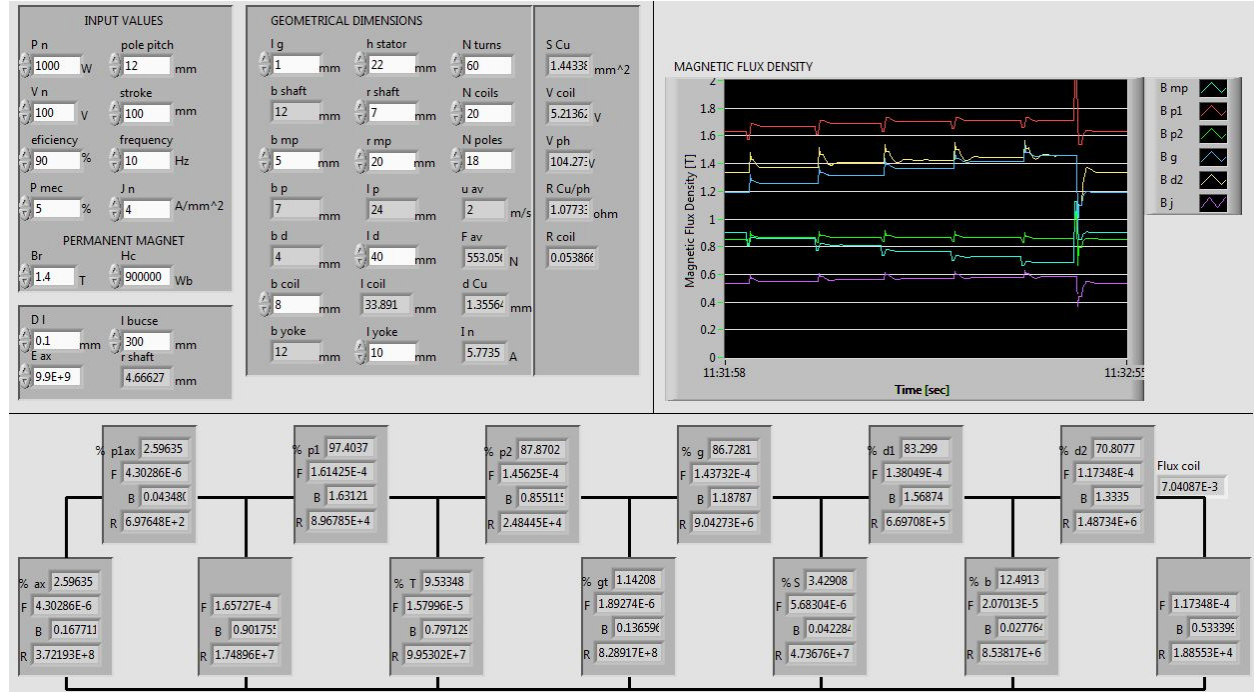 INPUT VALUES
P n
1000 W
pole pitch
12 mm
V n
100 V
stroke
100 mm
eficiency
90 %
frequency
10 Hz
P mec
5 %
J n
4 A/mm^2
PERMANENT MAGNET
Br
1.4 T
Hc
900000 Wb
D l
0.1 mm
l bucse
300 mm
E ax
9.9E+9
r shaft
4.66627 mm
GEOMETRICAL DIMENSIONS
l g
1 mm
h stator
22 mm
N turns
60
b shaft
12 mm
r shaft
7 mm
N coils
20
b mp
5 mm
r mp
20 mm
N poles
18
b p
7 mm
l p
24 mm
u av
2 m/s
b d
4 mm
l d
40 mm
F av
553.056 N
b coil
8 mm
l coil
33.891 mm
d Cu
1.35564 mm
b yoke
12 mm
l yoke
10 mm
I n
5.7735 A
S Cu
1.44338 mm^2
V coil
5.21362 V
V ph
104.273 V
R Cu/ph
1.07733 ohm
R coil
0.053866
MAGNETIC FLUX DENSITY
Magnetic Flux Density [T]
2
1.8
1.6
1.4
1.2
1
0.8
0.6
0.4
0.2
0
11:31:58
11:32:55
Time [sec]
B mp
B p1
B p2
B g
B d2
B j
% p1ax 2.59635
F 4.30286E-6
B 0.043480
R 6.97648E+2
% p1 97.4037
F 1.61425E-4
B 1.63121
R 8.96785E+4
% p2 87.8702
F 1.45625E-4
B 0.855115
R 2.48445E+4
% g 86.7281
F 1.43732E-4
B 1.18787
R 9.04273E+6
% d1 83.299
F 1.38049E-4
B 1.56874
R 6.69708E+5
% d2 70.8077
F 1.17348E-4
B 1.3335
R 1.48734E+6
Flux coil
7.04087E-3
% ax 2.59635
F 4.30286E-6
B 0.167711
R 3.72193E+8
F 1.65727E-4
B 0.901755
R 1.74896E+7
% T 9.53348
F 1.57996E-5
B 0.797129
R 9.95302E+7
% gt 1.14208
F 1.89274E-6
B 0.136596
R 8.28917E+8
% S 3.42908
F 5.68304E-6
B 0.042284
R 4.73676E+7
% b 12.4913
F 2.07013E-5
B 0.027764
R 8.53817E+6
F 1.17348E-4
B 0.533399
R 1.88553E+4